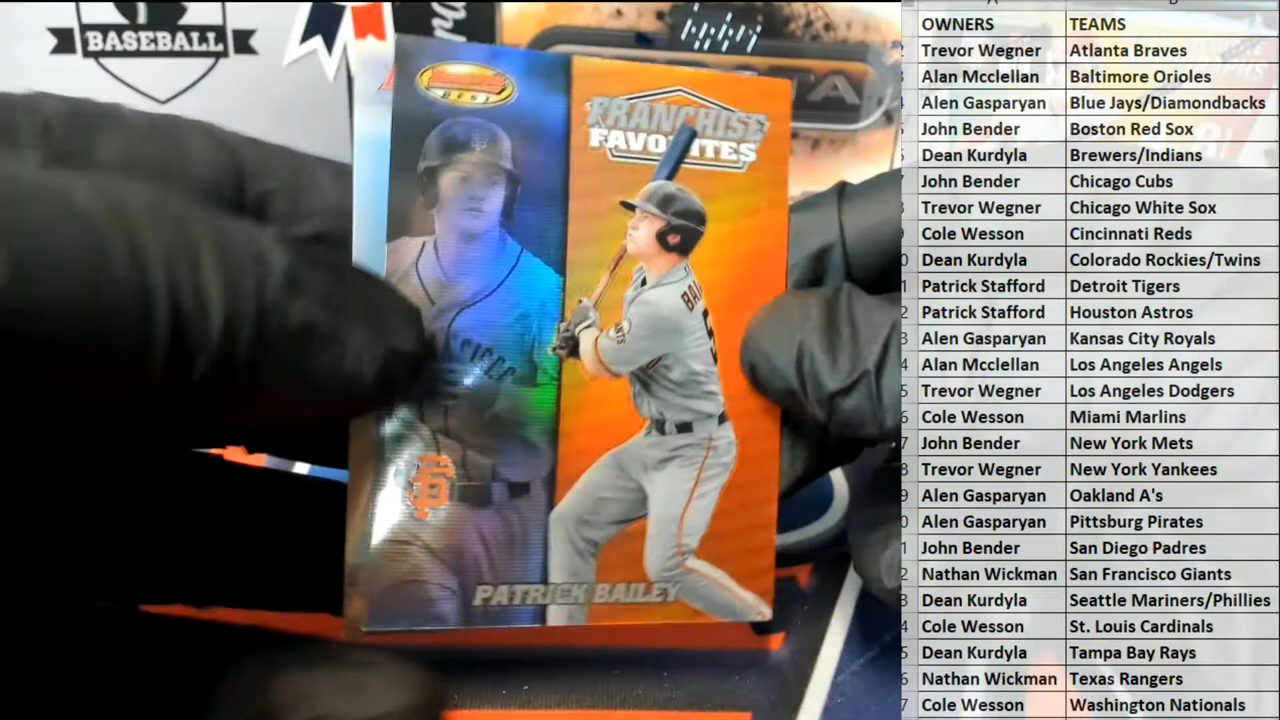 BASEBALL
BEST
FRANCHISE
FAVORITES
PATRICK BAILEY
OWNERS TEAMS
Trevor Wegner Atlanta Braves
Alan Mcclellan Baltimore Orioles
Alen Gasparyan Blue Jays/Diamondbacks
John Bender Boston Red Sox
Dean Kurdyla Brewers/Indians
John Bender Chicago Cubs
Trevor Wegner Chicago White Sox
Cole Wesson Cincinnati Reds
Dean Kurdyla Colorado Rockies/Twins
Patrick Stafford Detroit Tigers
Patrick Stafford Houston Astros
Alen Gasparyan Kansas City Royals
Alan Mcclellan Los Angeles Angels
Trevor Wegner Los Angeles Dodgers
Cole Wesson Miami Marlins
John Bender New York Mets
Trevor Wegner New York Yankees
Alen Gasparyan Oakland A's
Alen Gasparyan Pittsburg Pirates
John Bender San Diego Padres
Nathan Wickman San Francisco Giants
Dean Kurdyla Seattle Mariners/Phillies
Cole Wesson St. Louis Cardinals
Dean Kurdyla Tampa Bay Rays
Nathan Wickman Texas Rangers
Cole Wesson Washington Nationals